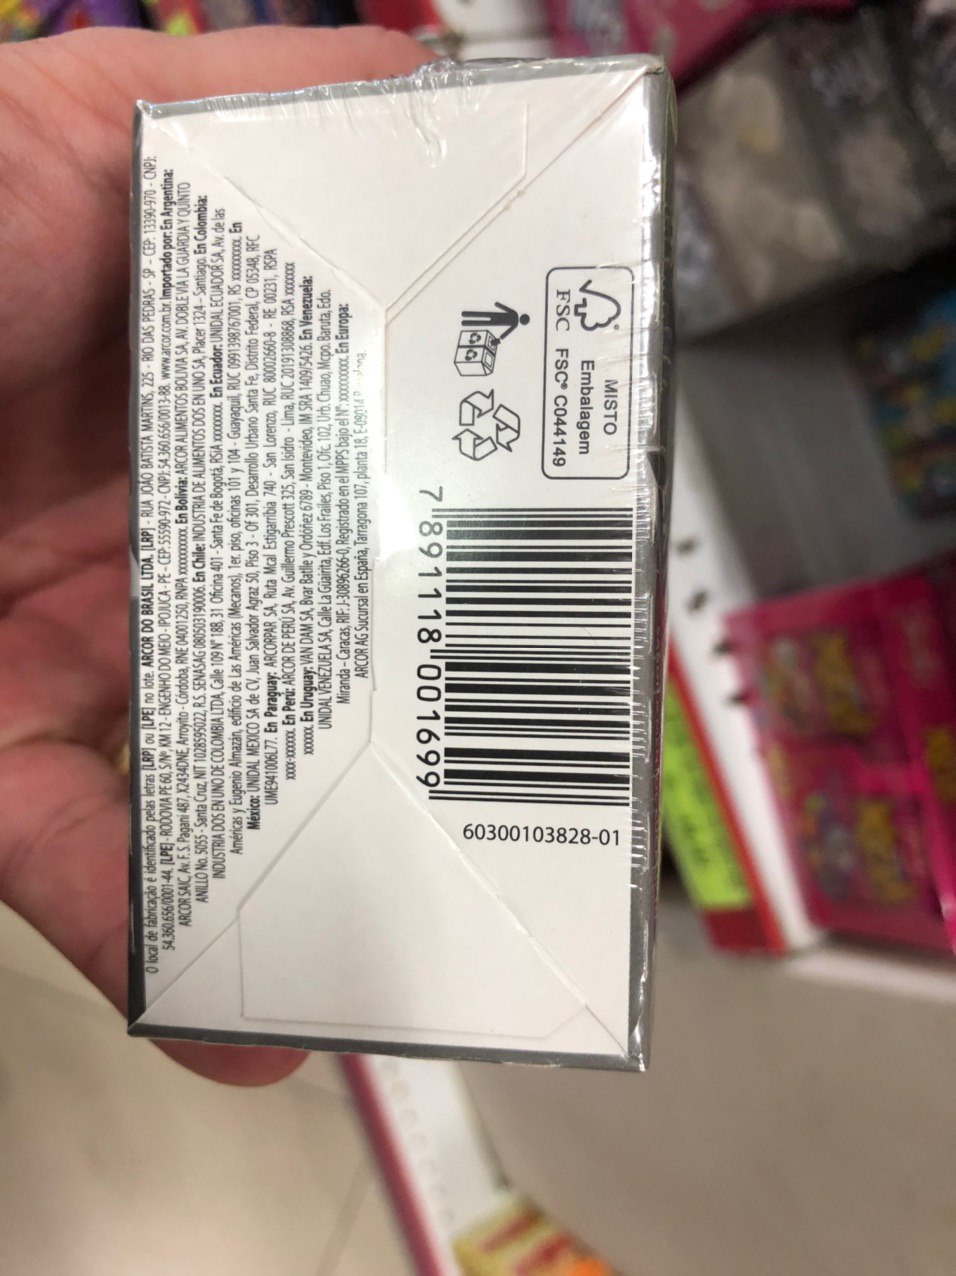 O local de fabricação é identificado pelas letras [LRP] ou [LPE] no lote. ARCOR DO BRASIL LTDA. [LRP] - RUA JOÃO BATISTA MARTINS, 225 - RIO DAS PEDRAS - SP - CEP: 13390-970 - CNPJ:
54.360.656/0001-44. [LPE] - RODOVIA PE 60, S/Nº, KM 12 - ENGENHO DO MEIO - IPOJUCA - PE - CEP: 55590-972 - CNPJ: 54.360.656/0013-88. www.arcor.com.br. Importado por: En Argentina:
ARCOR SAIC, Av. F. S. Pagani 487, X2434DNE, Arroyito - Córdoba, RNE 04001250, RNPA xxxxxxxxxx. En Bolivia: ARCOR ALIMENTOS BOLIVIA SA, AV. DOBLE VIA LA GUARDIA Y QUINTO
ANILLO No. 5055 - Santa Cruz, NIT 1028595022, R.S. SENASAG 080503190006. En Chile: INDUSTRIA DE ALIMENTOS DOS EN UNO SA, Placer 1324 - Santiago. En Colombia:
INDUSTRIA DOS EN UNO DE COLOMBIA LTDA, Calle 109 N° 18B, 31 Oficina 401 - Santa Fe de Bogotá, RSIA xxxxxxxxx. En Ecuador: UNIDAL ECUADOR SA, Av. de las
Américas y Eugenio Almazán, edificio de Las Américas (Mecanos), 1er. piso, oficinas 101 y 104 - Guayaquil, RUC 0991398767001, RS xxxxxxxxxx. En
México: UNIDAL MEXICO SA de CV, Juan Salvador Agraz 50, Piso 3 - Of 301, Desarrollo Urbano Santa Fe, Distrito Federal, CP 05348, RFC
UME941006L77. En Paraguay: ARCORPAR SA, Ruta Mcal Estigarribia 740 - San Lorenzo, RUC 80002660-8 - RE 00231, RSPA
xxxx-xxxxxx. En Perú: ARCOR DE PERU SA, Av. Guillermo Prescott 325, San Isidro - Lima, RUC 20191308868, RSA xxxxxxx
xxxxxx. En Uruguay: VAN DAM SA, Bvar Batlle y Ordóñez 6789 - Montevideo, IM SRA 1409/5426. En Venezuela:
UNIDAL VENEZUELA SA, Calle La Güairita, Edf. Los Frailes, Piso 1, Ofc. 102, Urb. Chuao, Mcpo. Baruta, Edo.
Miranda - Caracas, RIF: J-30896266-0, Registrado en el MPPS bajo el N°: xxxxxxxxxx. En Europa:
ARCOR AG Sucursal en España, Tarragona 107, planta 18, E-08014
FSC
MISTO
Embalagem
FSC® C044149
7 891118 001699
60300103828-01